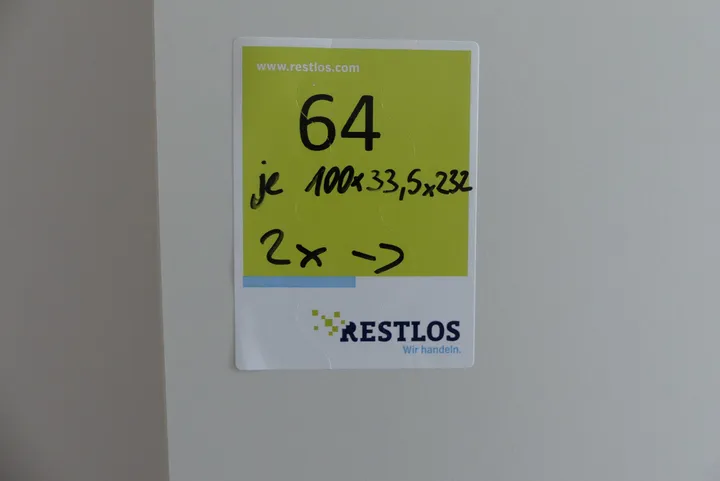 www.restlos.com
64
je 100x33,5x232
2x ->
RESTLOS
Wir handeln.